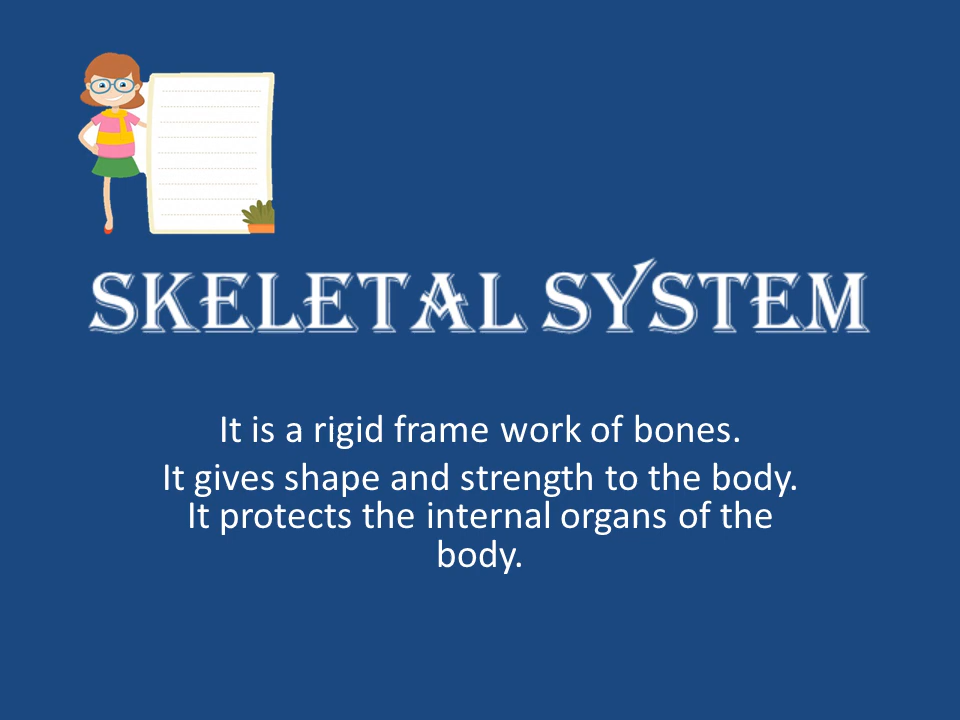 SKELETAL SYSTEM
It is a rigid frame work of bones.
It gives shape and strength to the body.
It protects the internal organs of the
body.